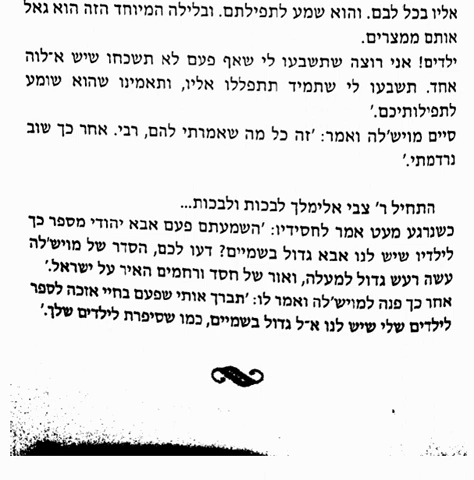 אליו בכל לבם. והוא שמע לתפילתם. ובלילה המיוחד הזה הוא גאל
אותם ממצרים.
ילדים! אני רוצה שתשבעו לי שאף פעם לא תשכחו שיש א־לוה
אחד. תשבעו לי שתמיד תתפללו אליו, ותאמינו שהוא שומע
לתפילותיכם.'
סיים מויש'לה ואמר: 'זה כל מה שאמרתי להם, רבי. אחר כך שוב
נרדמתי.'
התחיל ר' צבי אלימלך לבכות ולבכות...
כשנרגע מעט אמר לחסידיו: 'השמעתם פעם אבא יהודי מספר כך
לילדיו שיש לנו אבא גדול בשמיים? דעו לכם, הסדר של מויש'לה
עשה רעש גדול למעלה, ואור של חסד ורחמים האיר על ישראל.'
אחר כך פנה למויש'לה ואמר לו: 'תברך אותי שפעם בחיי אזכה לספר
לילדים שלי שיש לנו א־ל גדול בשמיים, כמו שסיפרת לילדים שלך.'